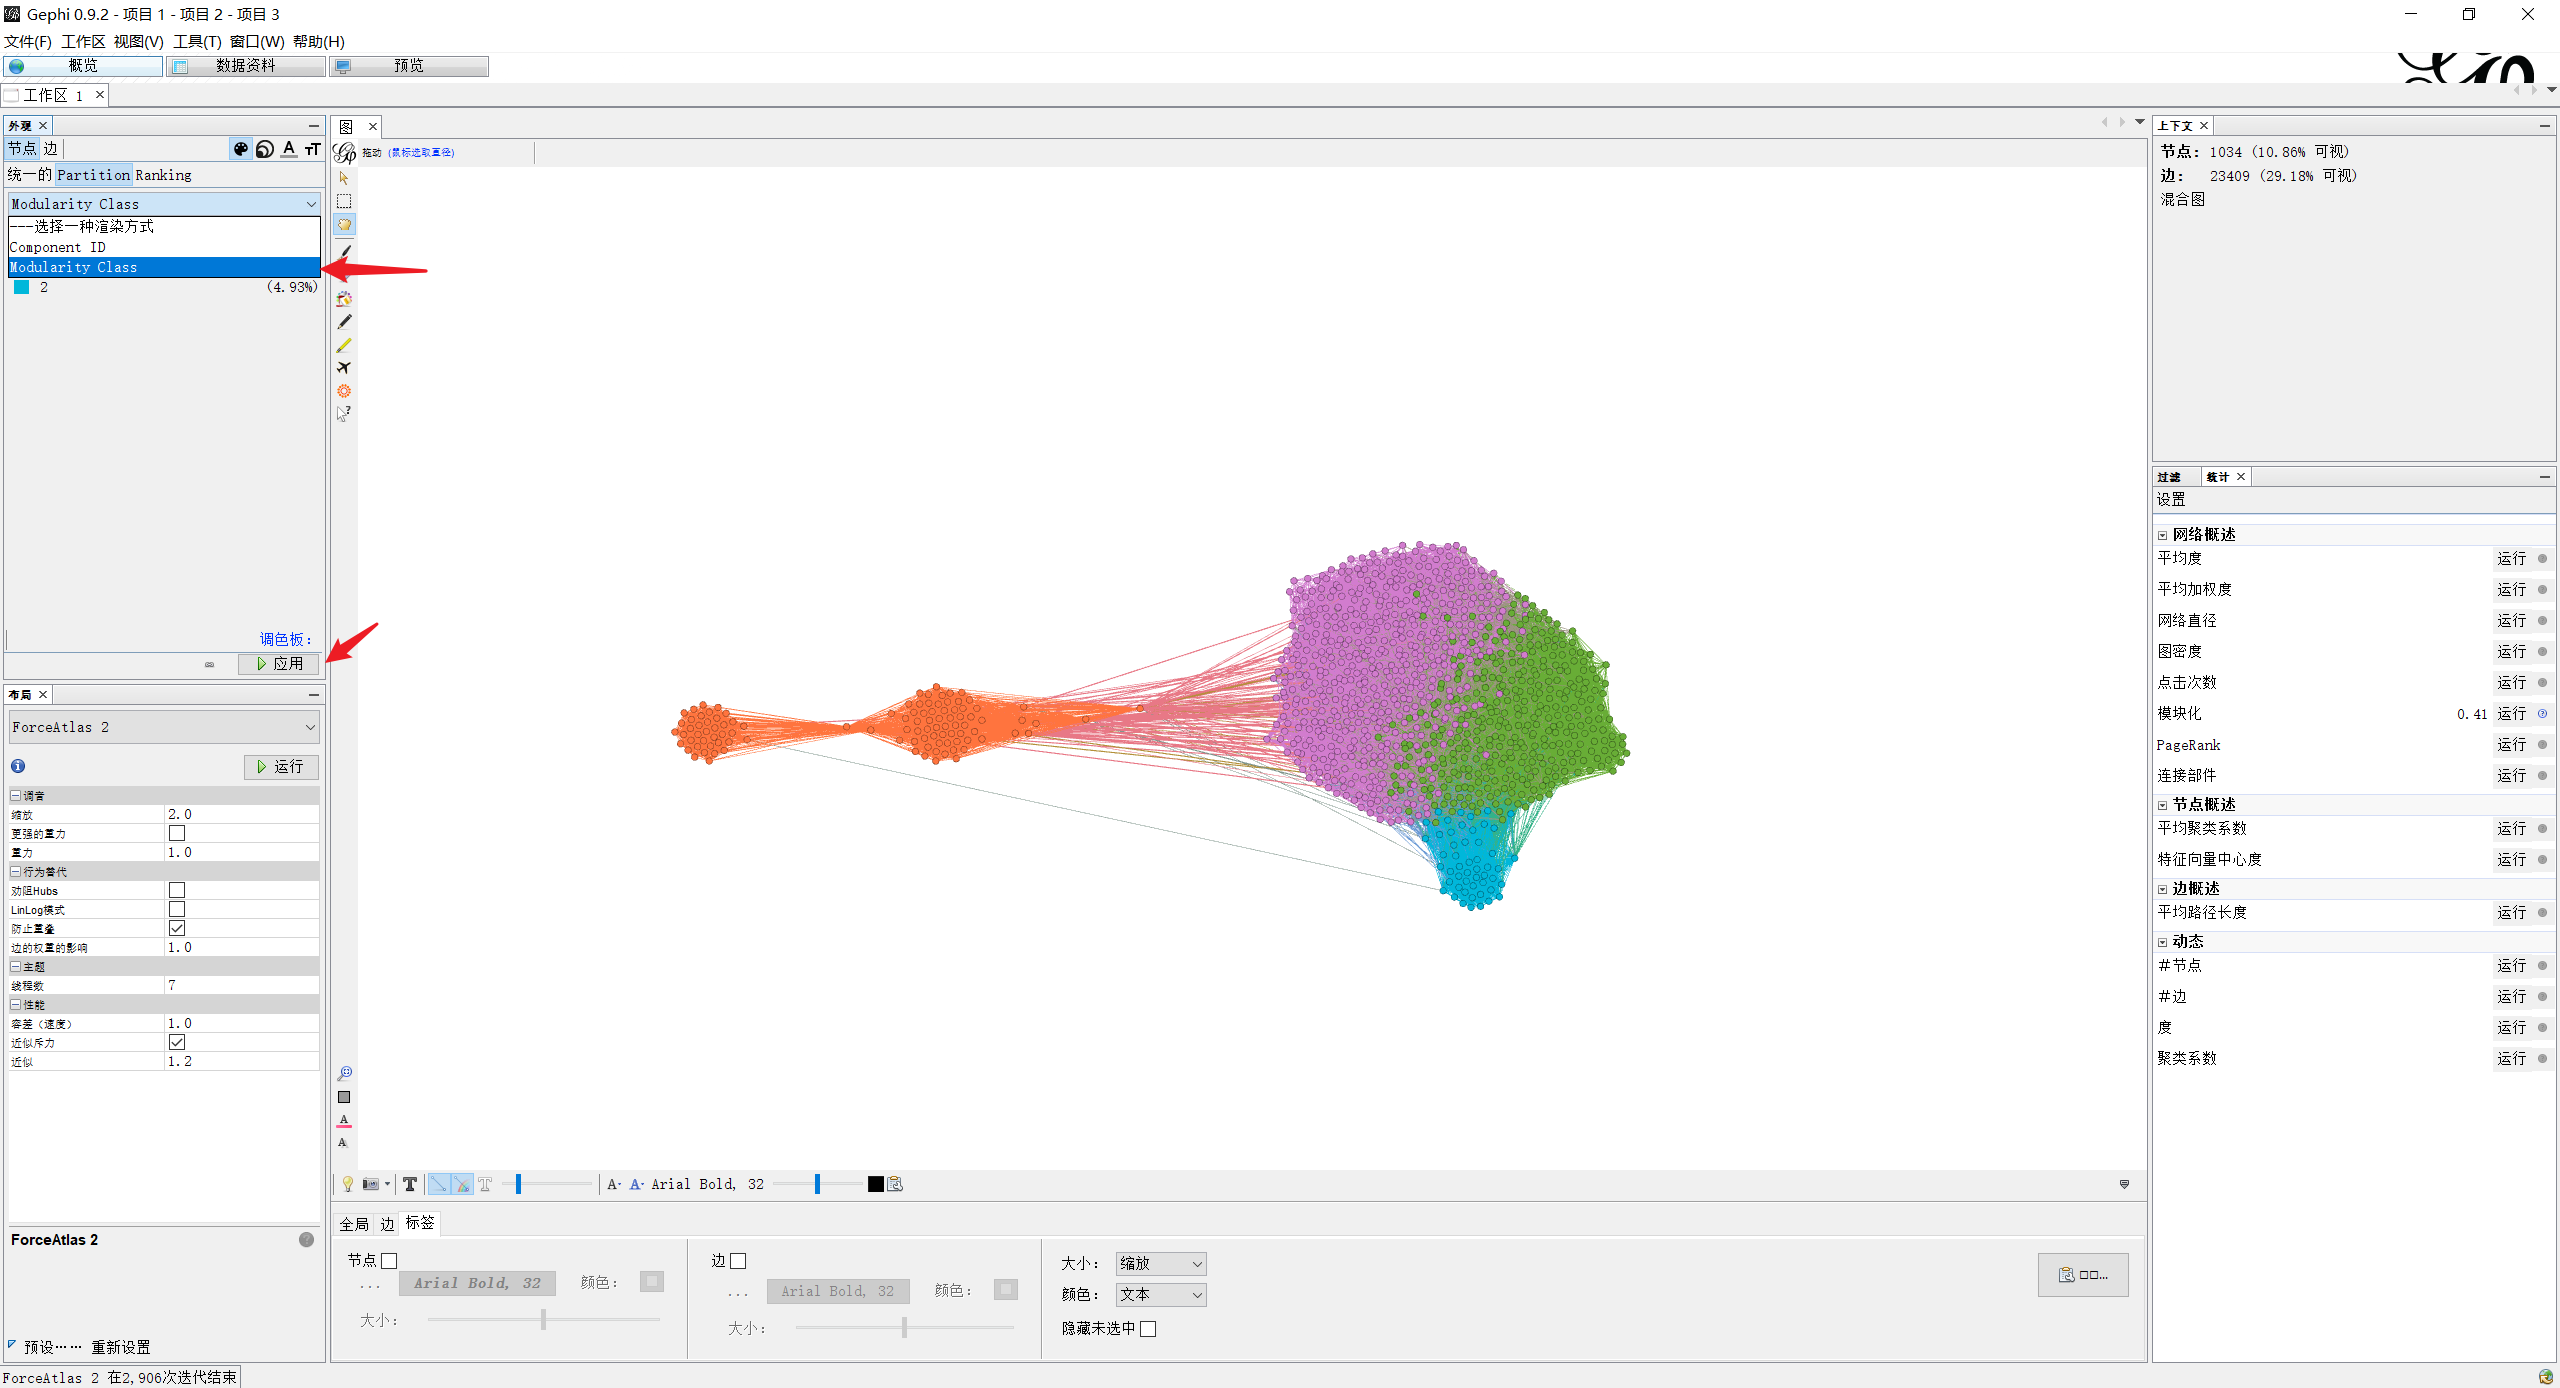 Gephi 0.9.2 - 项目 1 - 项目 2 - 项目 3
文件(F) 工作区 视图(V) 工具(T) 窗口(W) 帮助(H)
概览 数据资料 预览
工作区 1
外观
节点 边
统一的 Partition Ranking
Modularity Class
---选择一种渲染方式
Component ID
Modularity Class
2 (4.93%)
调色板:
应用
布局
ForceAtlas 2
运行
调音
缩放 2.0
更强的重力
重力 1.0
行为替代
劝阻Hubs
LinLog模式
防止重叠
边的权重的影响 1.0
主题
线程数 7
性能
容差(速度) 1.0
近似斥力
近似 1.2
ForceAtlas 2
预设…… 重新设置
ForceAtlas 2 在2,906次迭代结束
图
拖动 (鼠标选取直径)
Arial Bold, 32
全局 边 标签
节点
... Arial Bold, 32 颜色:
大小:
边
... Arial Bold, 32 颜色:
大小:
大小: 缩放
颜色: 文本
隐藏未选中
□□...
上下文
节点: 1034 (10.86% 可视)
边: 23409 (29.18% 可视)
混合图
过滤 统计
设置
网络概述
平均度 运行
平均加权度 运行
网络直径 运行
图密度 运行
点击次数 运行
模块化 0.41 运行
PageRank 运行
连接部件 运行
节点概述
平均聚类系数 运行
特征向量中心度 运行
边概述
平均路径长度 运行
动态
#节点 运行
#边 运行
度 运行
聚类系数 运行